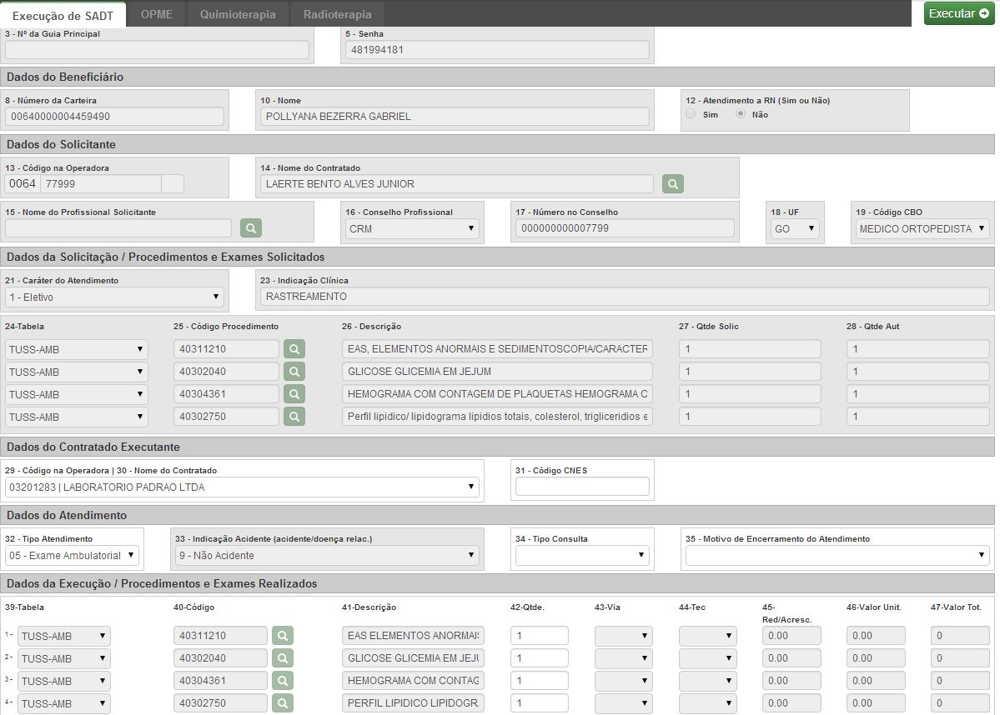 Execução de SADT OPME Quimioterapia Radioterapia Executar
3 - Nº da Guia Principal 5 - Senha
481994181
Dados do Beneficiário
8 - Número da Carteira 10 - Nome 12 - Atendimento a RN (Sim ou Não)
00640000004459490 POLLYANA BEZERRA GABRIEL Sim Não
Dados do Solicitante
13 - Código na Operadora 14 - Nome do Contratado
0064 77999 LAERTE BENTO ALVES JUNIOR
15 - Nome do Profissional Solicitante 16 - Conselho Profissional 17 - Número no Conselho 18 - UF 19 - Código CBO
CRM 000000000007799 GO MEDICO ORTOPEDISTA
Dados da Solicitação / Procedimentos e Exames Solicitados
21 - Caráter do Atendimento 23 - Indicação Clínica
1 - Eletivo RASTREAMENTO
24-Tabela 25 - Código Procedimento 26 - Descrição 27 - Qtde Solic 28 - Qtde Aut
TUSS-AMB 40311210 EAS, ELEMENTOS ANORMAIS E SEDIMENTOSCOPIA/CARACTER 1 1
TUSS-AMB 40302040 GLICOSE GLICEMIA EM JEJUM 1 1
TUSS-AMB 40304361 HEMOGRAMA COM CONTAGEM DE PLAQUETAS HEMOGRAMA C 1 1
TUSS-AMB 40302750 Perfil lipidico/ lipidograma lipidios totais, colesterol, trigliceridios e 1 1
Dados do Contratado Executante
29 - Código na Operadora | 30 - Nome do Contratado 31 - Código CNES
03201283 | LABORATORIO PADRAO LTDA
Dados do Atendimento
32 - Tipo Atendimento 33 - Indicação Acidente (acidente/doença relac.) 34 - Tipo Consulta 35 - Motivo de Encerramento do Atendimento
05 - Exame Ambulatorial 9 - Não Acidente
Dados da Execução / Procedimentos e Exames Realizados
39-Tabela 40-Código 41-Descrição 42-Qtde. 43-Via 44-Tec 45- Red/Acresc. 46-Valor Unit. 47-Valor Tot.
1 - TUSS-AMB 40311210 EAS ELEMENTOS ANORMAIS 1 0.00 0.00 0
2 - TUSS-AMB 40302040 GLICOSE GLICEMIA EM JEJU 1 0.00 0.00 0
3 - TUSS-AMB 40304361 HEMOGRAMA COM CONTAG 1 0.00 0.00 0
4 - TUSS-AMB 40302750 PERFIL LIPIDICO LIPIDOGR 1 0.00 0.00 0